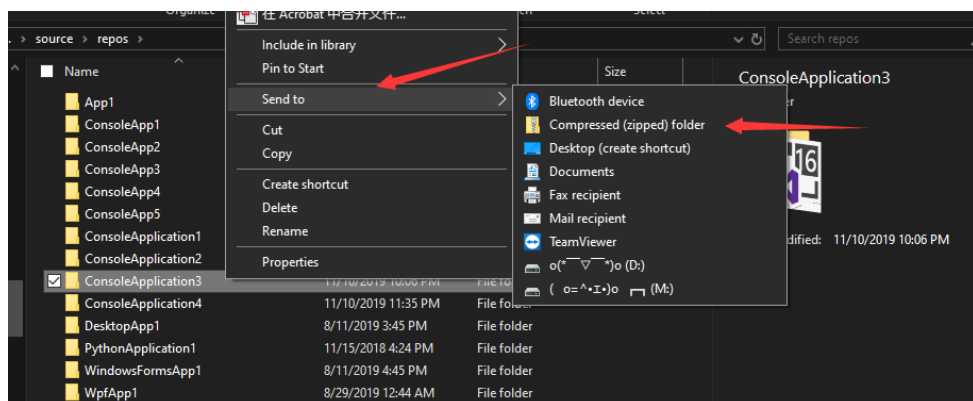 Organize
Select
在 Acrobat 中合并文件...
source > repos >
Search repos
Name
Size
Include in library
Pin to Start
Send to
Cut
Copy
Create shortcut
Delete
Rename
Properties
Bluetooth device
Compressed (zipped) folder
Desktop (create shortcut)
Documents
Fax recipient
Mail recipient
TeamViewer
o(*￣▽￣*)o (D:)
( o=^•ェ•)o ┏━┓ (M:)
App1
ConsoleApp1
ConsoleApp2
ConsoleApp3
ConsoleApp4
ConsoleApp5
ConsoleApplication1
ConsoleApplication2
ConsoleApplication3 11/10/2019 10:06 PM
ConsoleApplication4 11/10/2019 11:35 PM File folder
DesktopApp1 8/11/2019 3:45 PM File folder
PythonApplication1 11/15/2018 4:24 PM File folder
WindowsFormsApp1 8/11/2019 4:45 PM File folder
WpfApp1 8/29/2019 12:44 AM File folder
ConsoleApplication3
16
11/10/2019 10:06 PM